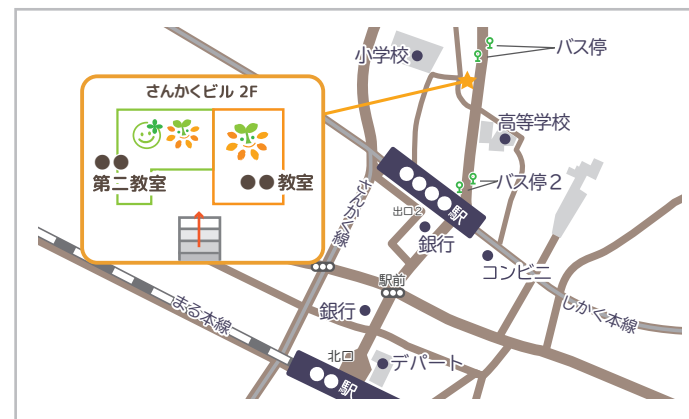 小学校
バス停
さんかくビル 2F
高等学校
●●
第二教室
●●教室
バス停2
●●●●駅
さんかく線
出口2
銀行
コンビニ
駅前
まる本線
銀行
しかく本線
北口
デパート
●●駅